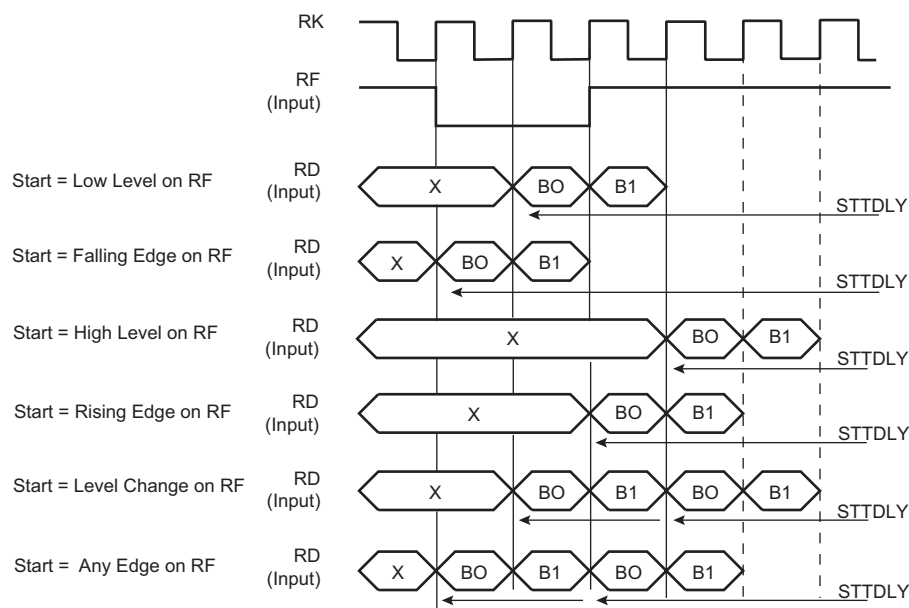 RK
RF
(Input)
Start = Low Level on RF
RD
(Input)
X
BO
B1
STTDLY
Start = Falling Edge on RF
RD
(Input)
X
BO
B1
STTDLY
Start = High Level on RF
RD
(Input)
X
BO
B1
STTDLY
Start = Rising Edge on RF
RD
(Input)
X
BO
B1
STTDLY
Start = Level Change on RF
RD
(Input)
X
BO
B1
BO
B1
STTDLY
Start = Any Edge on RF
RD
(Input)
X
BO
B1
BO
B1
STTDLY